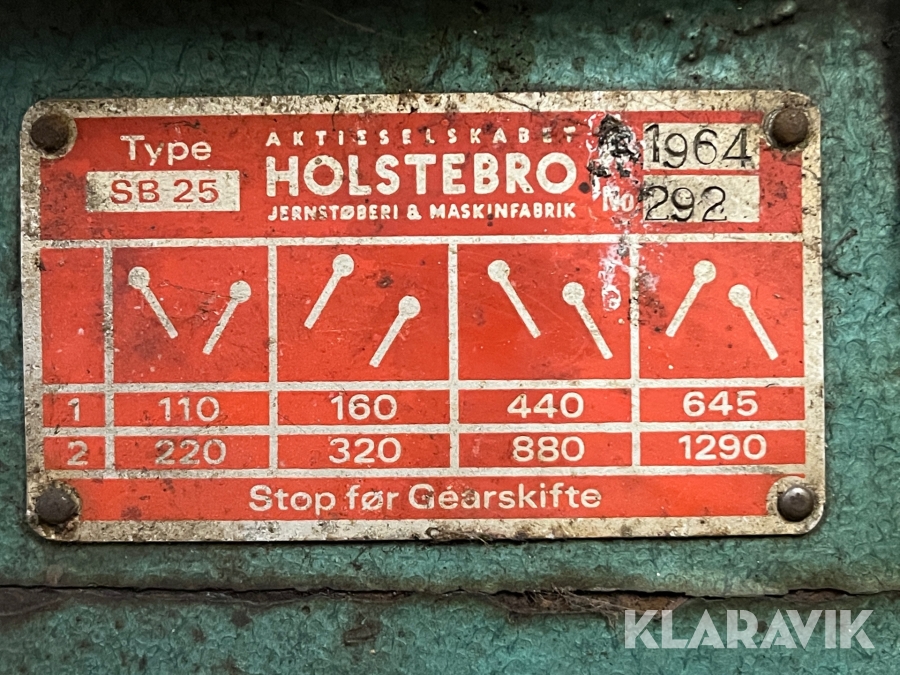 Type
SB 25
AKTIESELSKABET
HOLSTEBRO
JERNSTØBERI & MASKINFABRIK
1964
No 292
1 110 160 440 645
2 220 320 880 1290
Stop før Gearskifte
KLARAVIK